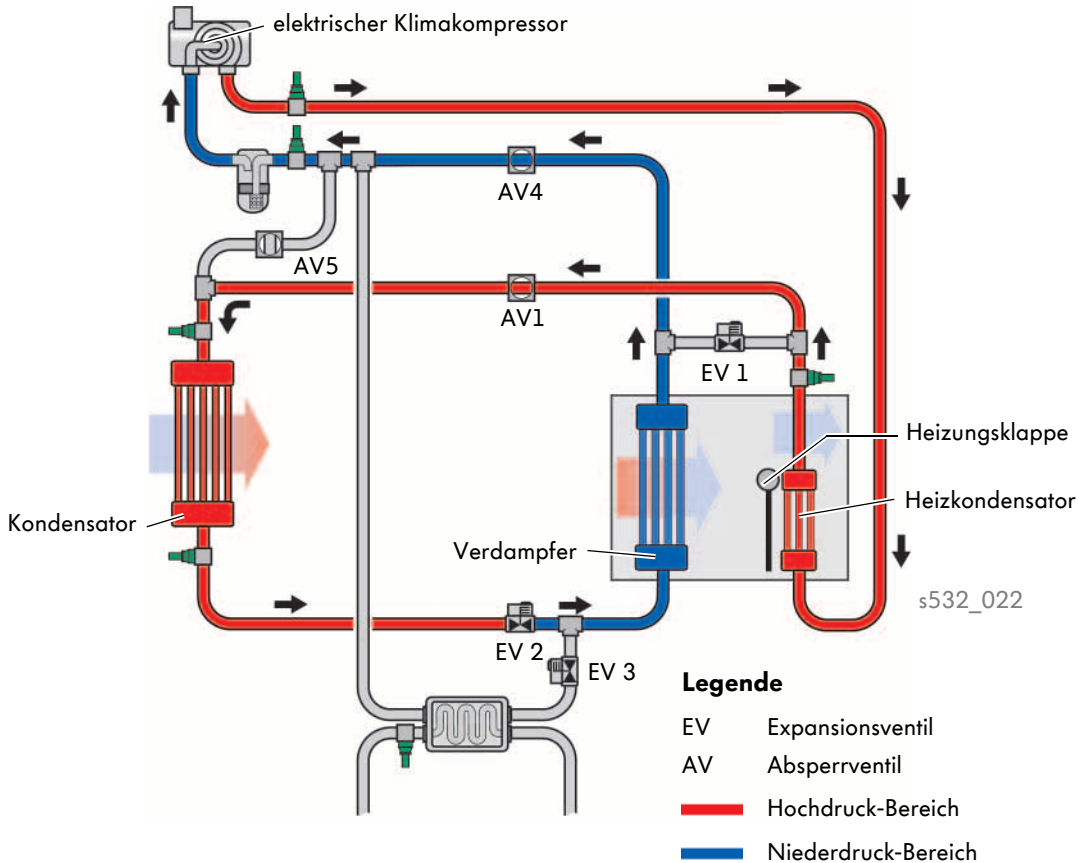 elektrischer Klimakompressor
AV4
AV5
AV1
EV 1
Heizungsklappe
Heizkondensator
Kondensator
Verdampfer
s532_022
EV 2
EV 3
Legende
EV Expansionsventil
AV Absperrventil
Hochdruck-Bereich
Niederdruck-Bereich